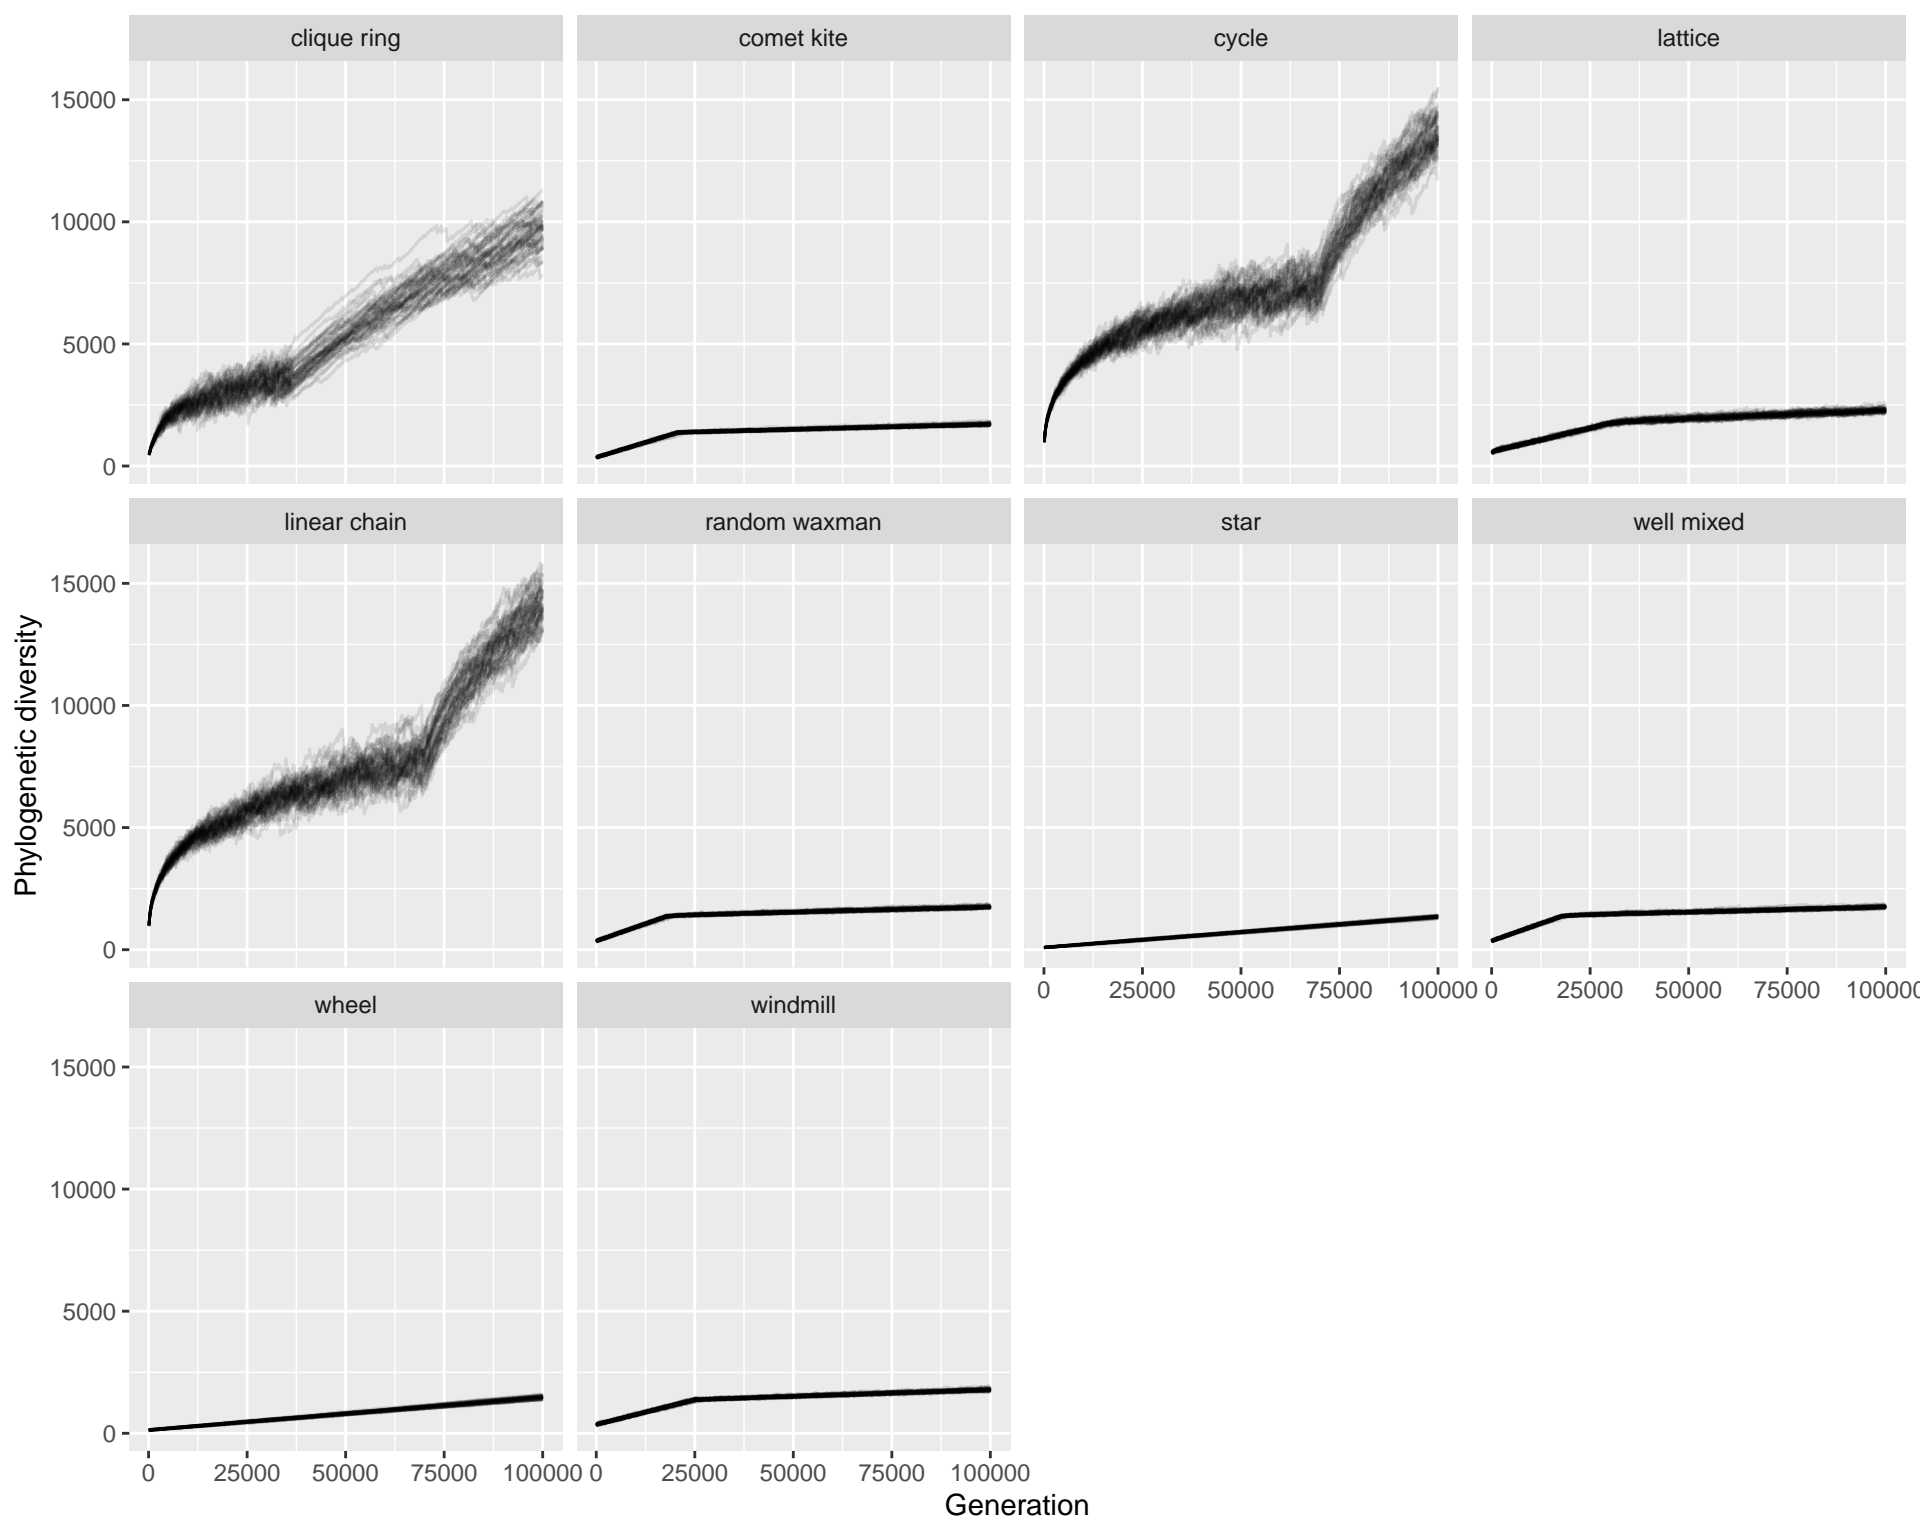 clique ring
comet kite
cycle
lattice
15000
10000
5000
0
linear chain
random waxman
star
well mixed
15000
10000
5000
0
0 25000 50000 75000 100000
0 25000 50000 75000 100000
wheel
windmill
15000
10000
5000
0
0 25000 50000 75000 100000
0 25000 50000 75000 100000
Phylogenetic diversity
Generation